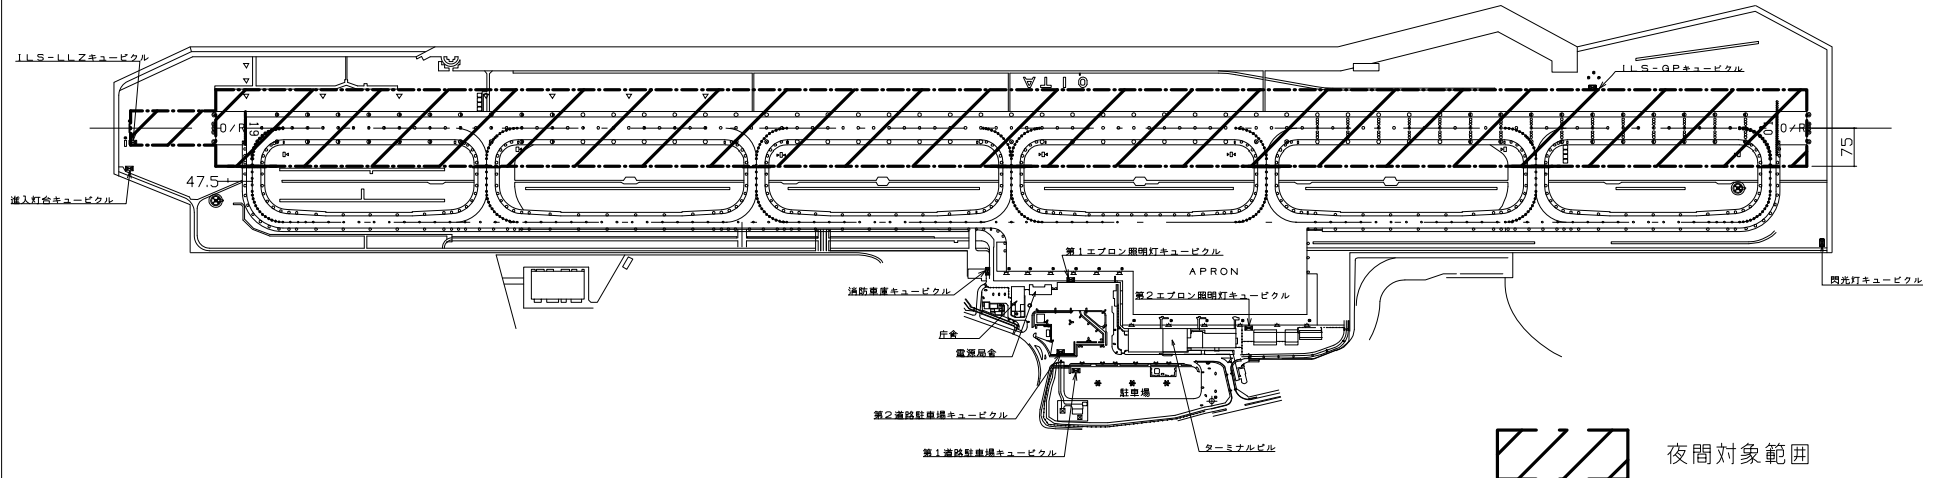 ILS-LLZキュービクル
ILS-GPキュービクル
OITA
O/R
19
O/R
75
47.5
進入灯台キュービクル
第1エプロン照明灯キュービクル
APRON
消防車庫キュービクル
第2エプロン照明灯キュービクル
閃光灯キュービクル
庁舎
電源局舎
駐車場
第2道路駐車場キュービクル
第1道路駐車場キュービクル
ターミナルビル
夜間対象範囲